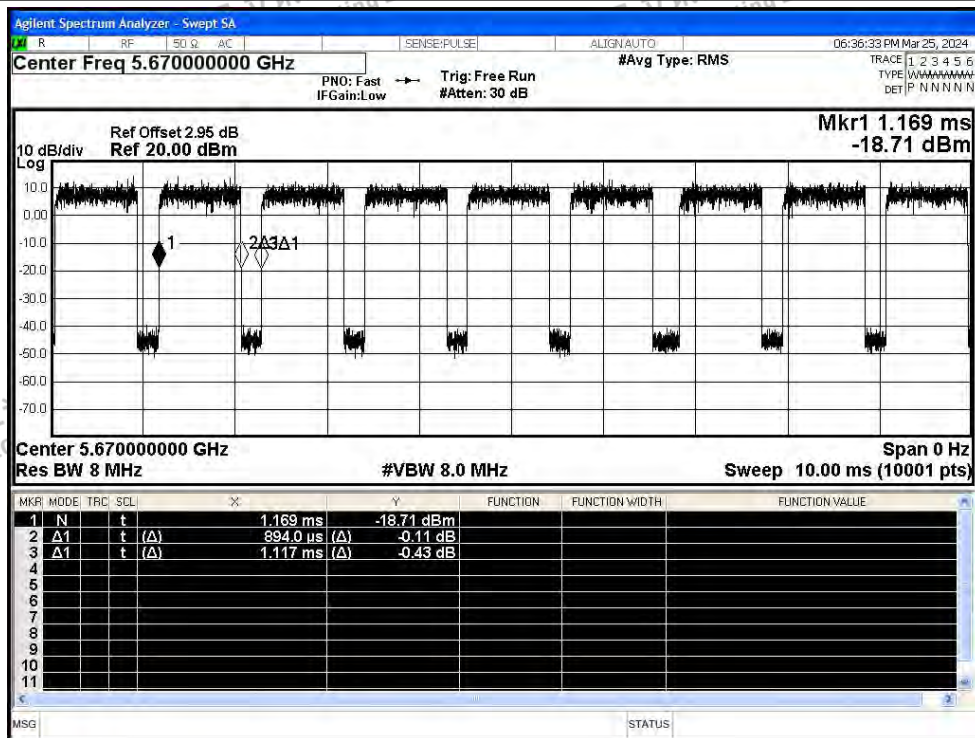 Agilent Spectrum Analyzer - Swept SA
R RF 50 Ω AC SENSE:PULSE ALIGN AUTO 06:36:33 PM Mar 25, 2024
Center Freq 5.670000000 GHz #Avg Type: RMS TRACE 1 2 3 4 5 6
PNO: Fast Trig: Free Run TYPE WWWWWW
IFGain:Low #Atten: 30 dB DET P N N N N N
Mkr1 1.169 ms
Ref Offset 2.95 dB
10 dB/div Ref 20.00 dBm -18.71 dBm
Log
10.0
0.00
-10.0
1 2Δ1 3Δ1
-20.0
-30.0
-40.0
-50.0
-60.0
-70.0
Center 5.670000000 GHz Span 0 Hz
Res BW 8 MHz #VBW 8.0 MHz Sweep 10.00 ms (10001 pts)
MKR MODE TRC SCL X Y FUNCTION FUNCTION WIDTH FUNCTION VALUE
1 N t 1.169 ms -18.71 dBm
2 Δ1 t (Δ) 894.0 µs (Δ) -0.11 dB
3 Δ1 t (Δ) 1.117 ms (Δ) -0.43 dB
4
5
6
7
8
9
10
11
MSG STATUS